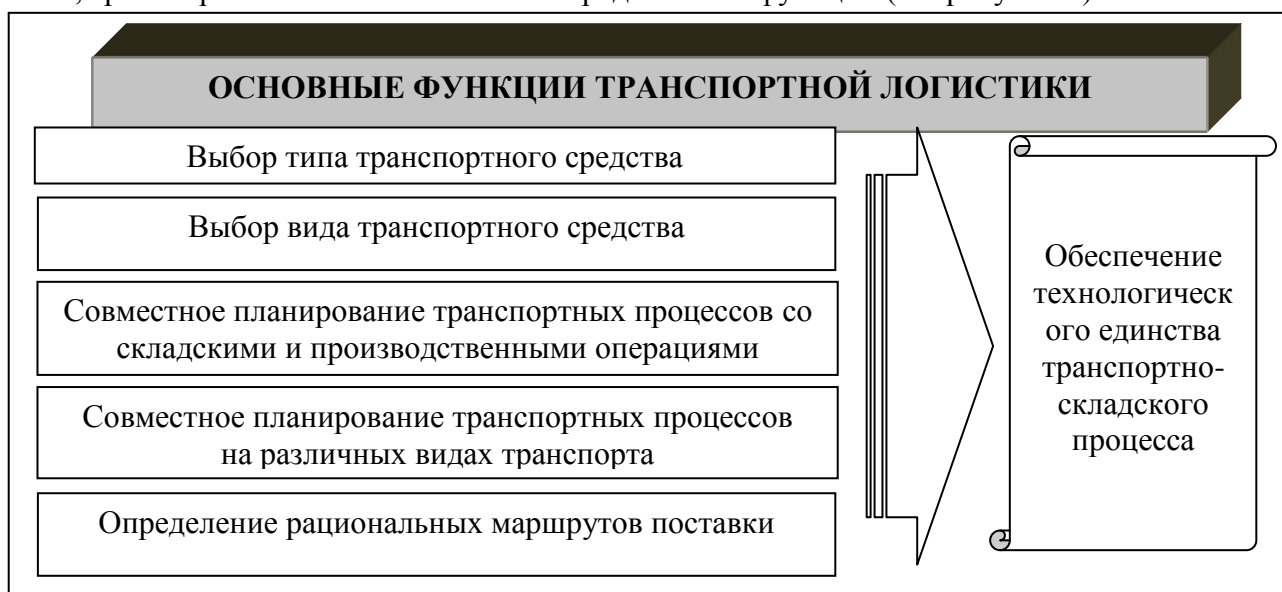 ОСНОВНЫЕ ФУНКЦИИ ТРАНСПОРТНОЙ ЛОГИСТИКИ
Выбор типа транспортного средства
Выбор вида транспортного средства
Совместное планирование транспортных процессов со
складскими и производственными операциями
Совместное планирование транспортных процессов
на различных видах транспорта
Определение рациональных маршрутов поставки
Обеспечение
технологическ
ого единства
транспортно-
складского
процесса